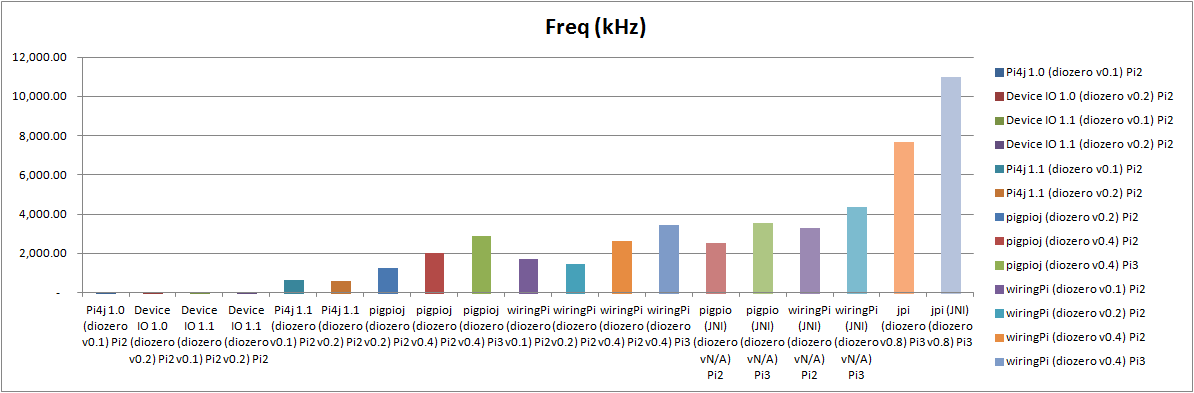 Freq (kHz)
12,000.00
10,000.00
8,000.00
6,000.00
4,000.00
2,000.00
-
Pi4j 1.0
(diozero
v0.1) Pi2
Device
IO 1.0
(diozero
v0.2) Pi2
Device
IO 1.1
(diozero
v0.1) Pi2
Device
IO 1.1
(diozero
v0.2) Pi2
Pi4j 1.1
(diozero
v0.1) Pi2
Pi4j 1.1
(diozero
v0.2) Pi2
pigpioj
(diozero
v0.2) Pi2
pigpioj
(diozero
v0.4) Pi2
pigpioj
(diozero
v0.4) Pi3
wiringPi
(diozero
v0.1) Pi2
wiringPi
(diozero
v0.2) Pi2
wiringPi
(diozero
v0.4) Pi2
wiringPi
(diozero
v0.4) Pi3
pigpio
(JNI)
(diozero
vN/A)
Pi2
pigpio
(JNI)
(diozero
vN/A)
Pi3
wiringPi
(JNI)
(diozero
vN/A)
Pi2
wiringPi
(JNI)
(diozero
vN/A)
Pi3
jpi
(diozero
v0.8) Pi3
jpi (JNI)
(diozero
v0.8) Pi3
Pi4j 1.0 (diozero v0.1) Pi2
Device IO 1.0 (diozero v0.2) Pi2
Device IO 1.1 (diozero v0.1) Pi2
Device IO 1.1 (diozero v0.2) Pi2
Pi4j 1.1 (diozero v0.1) Pi2
Pi4j 1.1 (diozero v0.2) Pi2
pigpioj (diozero v0.2) Pi2
pigpioj (diozero v0.4) Pi2
pigpioj (diozero v0.4) Pi3
wiringPi (diozero v0.1) Pi2
wiringPi (diozero v0.2) Pi2
wiringPi (diozero v0.4) Pi2
wiringPi (diozero v0.4) Pi3